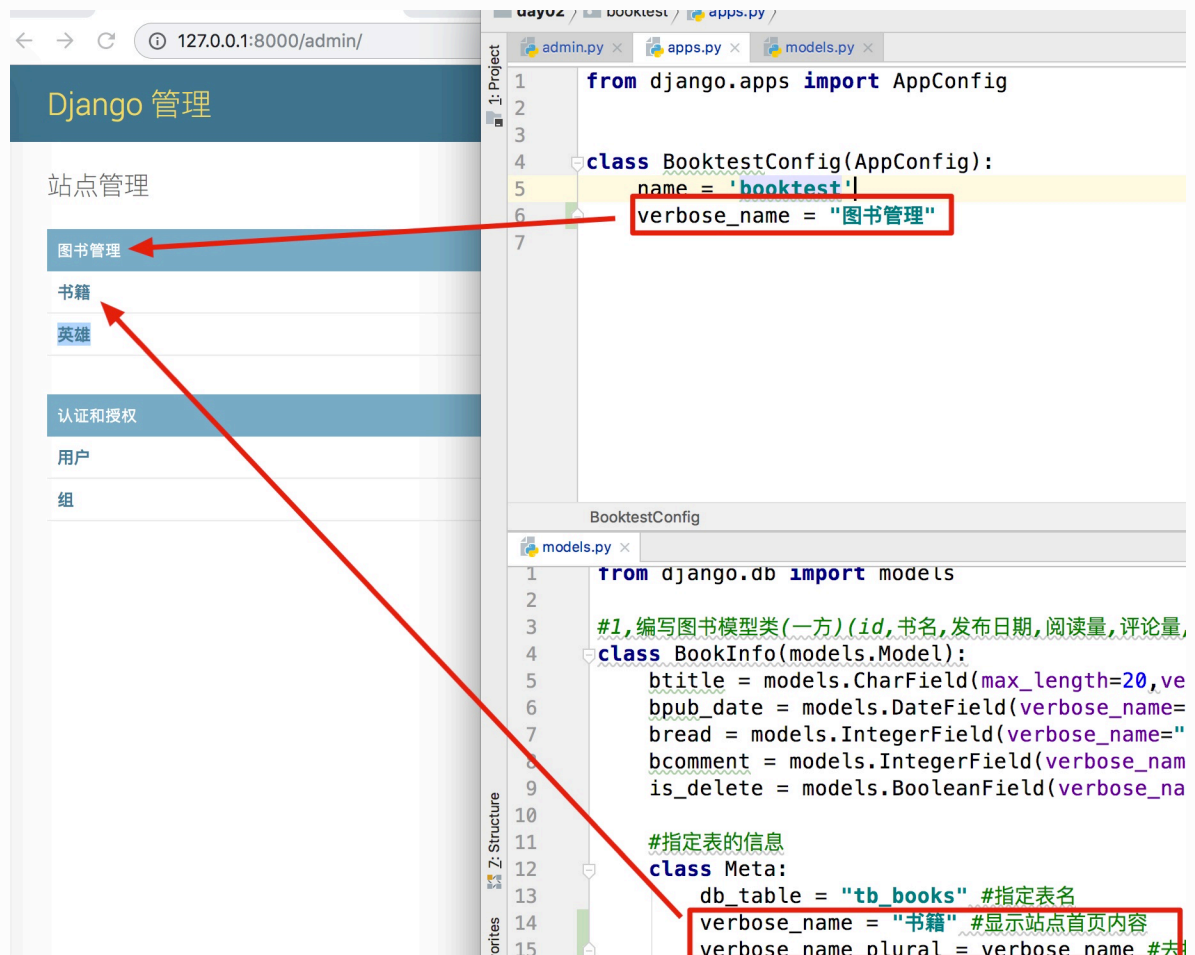 127.0.0.1:8000/admin/
Django 管理
站点管理
图书管理
书籍
英雄
认证和授权
用户
组
day02 booktest apps.py
admin.py × apps.py × models.py ×
1: Project
1 from django.apps import AppConfig
2
3
4 class BooktestConfig(AppConfig):
5 name = 'booktest'
6 verbose_name = "图书管理"
7
BooktestConfig
models.py ×
1 from django.db import models
2
3 #1,编写图书模型类(一方)(id,书名,发布日期,阅读量,评论量,
4 class BookInfo(models.Model):
5 btitle = models.CharField(max_length=20,ve
6 bpub_date = models.DateField(verbose_name=
7 bread = models.IntegerField(verbose_name="
8 bcomment = models.IntegerField(verbose_nam
9 is_delete = models.BooleanField(verbose_na
10
11 #指定表的信息
12 class Meta:
13 db_table = "tb_books" #指定表名
14 verbose_name = "书籍" #显示站点首页内容
15 verbose_name_plural = verbose_name #去
Z: Structure